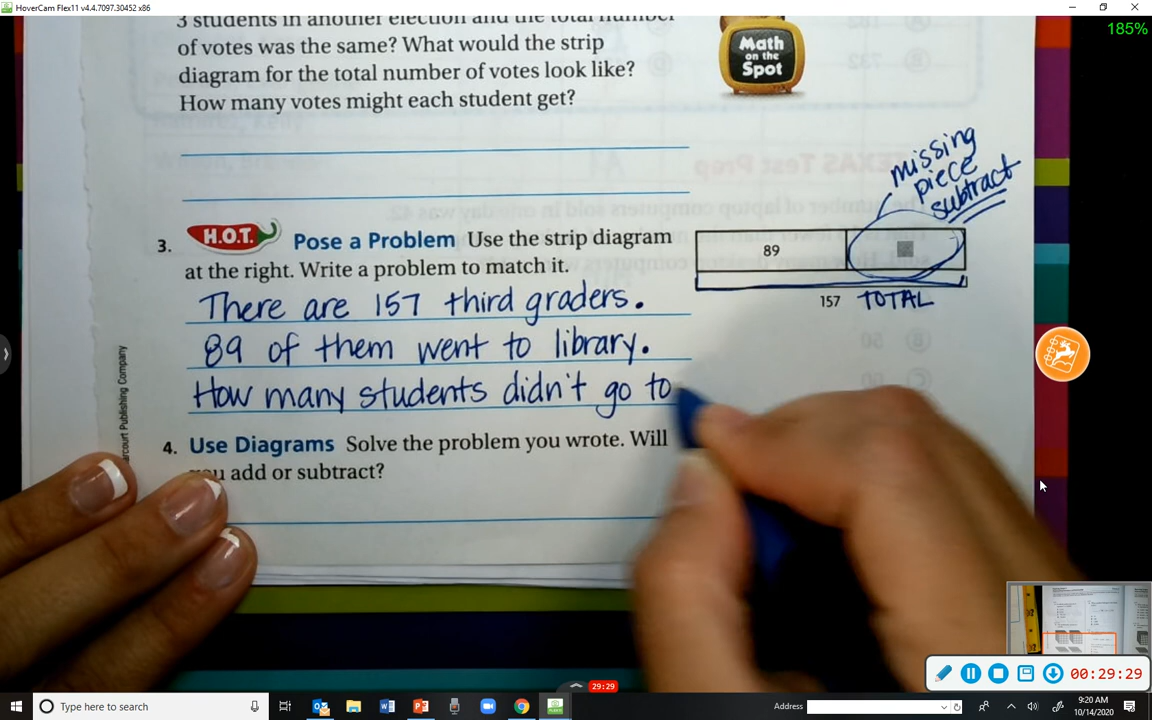 HoverCam Flex11 v4.4.7097.30452 x86
185%
3 students in another election and the total number
of votes was the same? What would the strip
diagram for the total number of votes look like?
How many votes might each student get?
Math
on the
Spot
missing
piece
subtract
3. H.O.T. Pose a Problem Use the strip diagram
at the right. Write a problem to match it.
89
157 TOTAL
There are 157 third graders.
89 of them went to library.
How many students didn't go to
4. Use Diagrams Solve the problem you wrote. Will
you add or subtract?
arcourt Publishing Company
00:29:29
29:29
Type here to search
Address
9:20 AM
10/14/2020